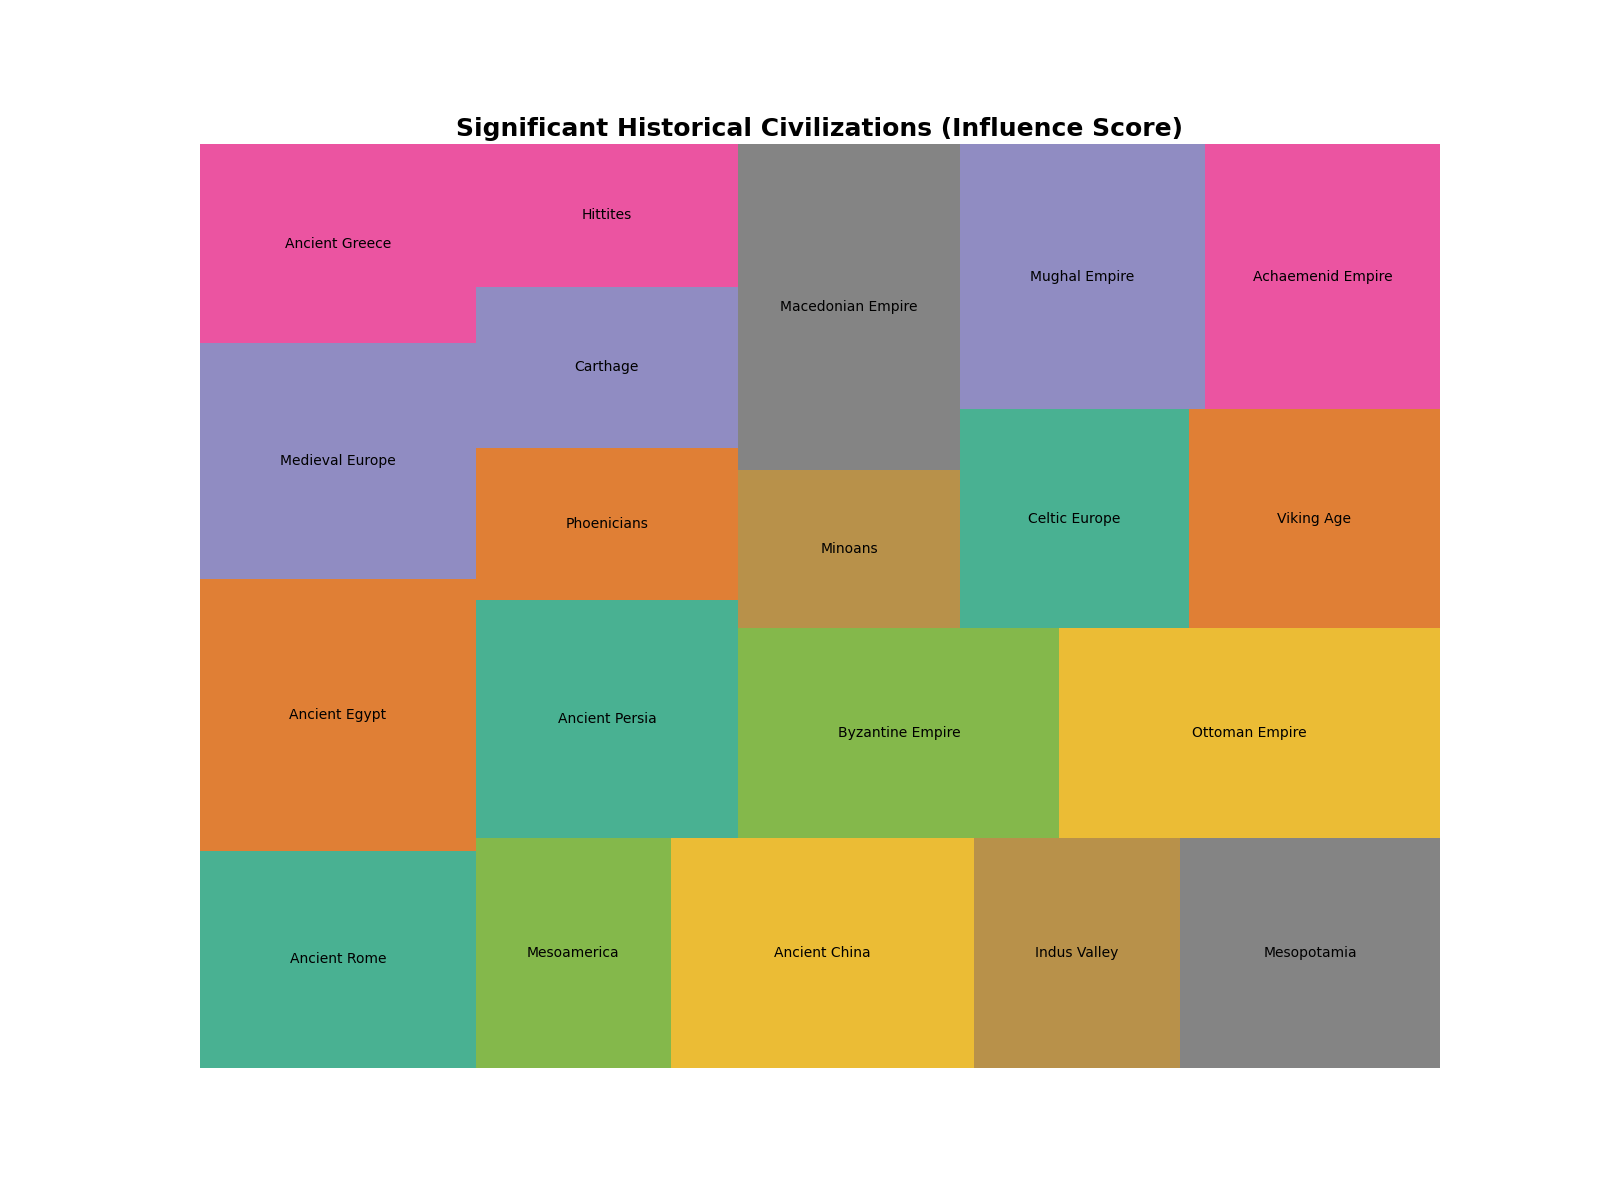 Significant Historical Civilizations (Influence Score)
Ancient Greece
Hittites
Macedonian Empire
Mughal Empire
Achaemenid Empire
Carthage
Medieval Europe
Phoenicians
Minoans
Celtic Europe
Viking Age
Ancient Egypt
Ancient Persia
Byzantine Empire
Ottoman Empire
Ancient Rome
Mesoamerica
Ancient China
Indus Valley
Mesopotamia